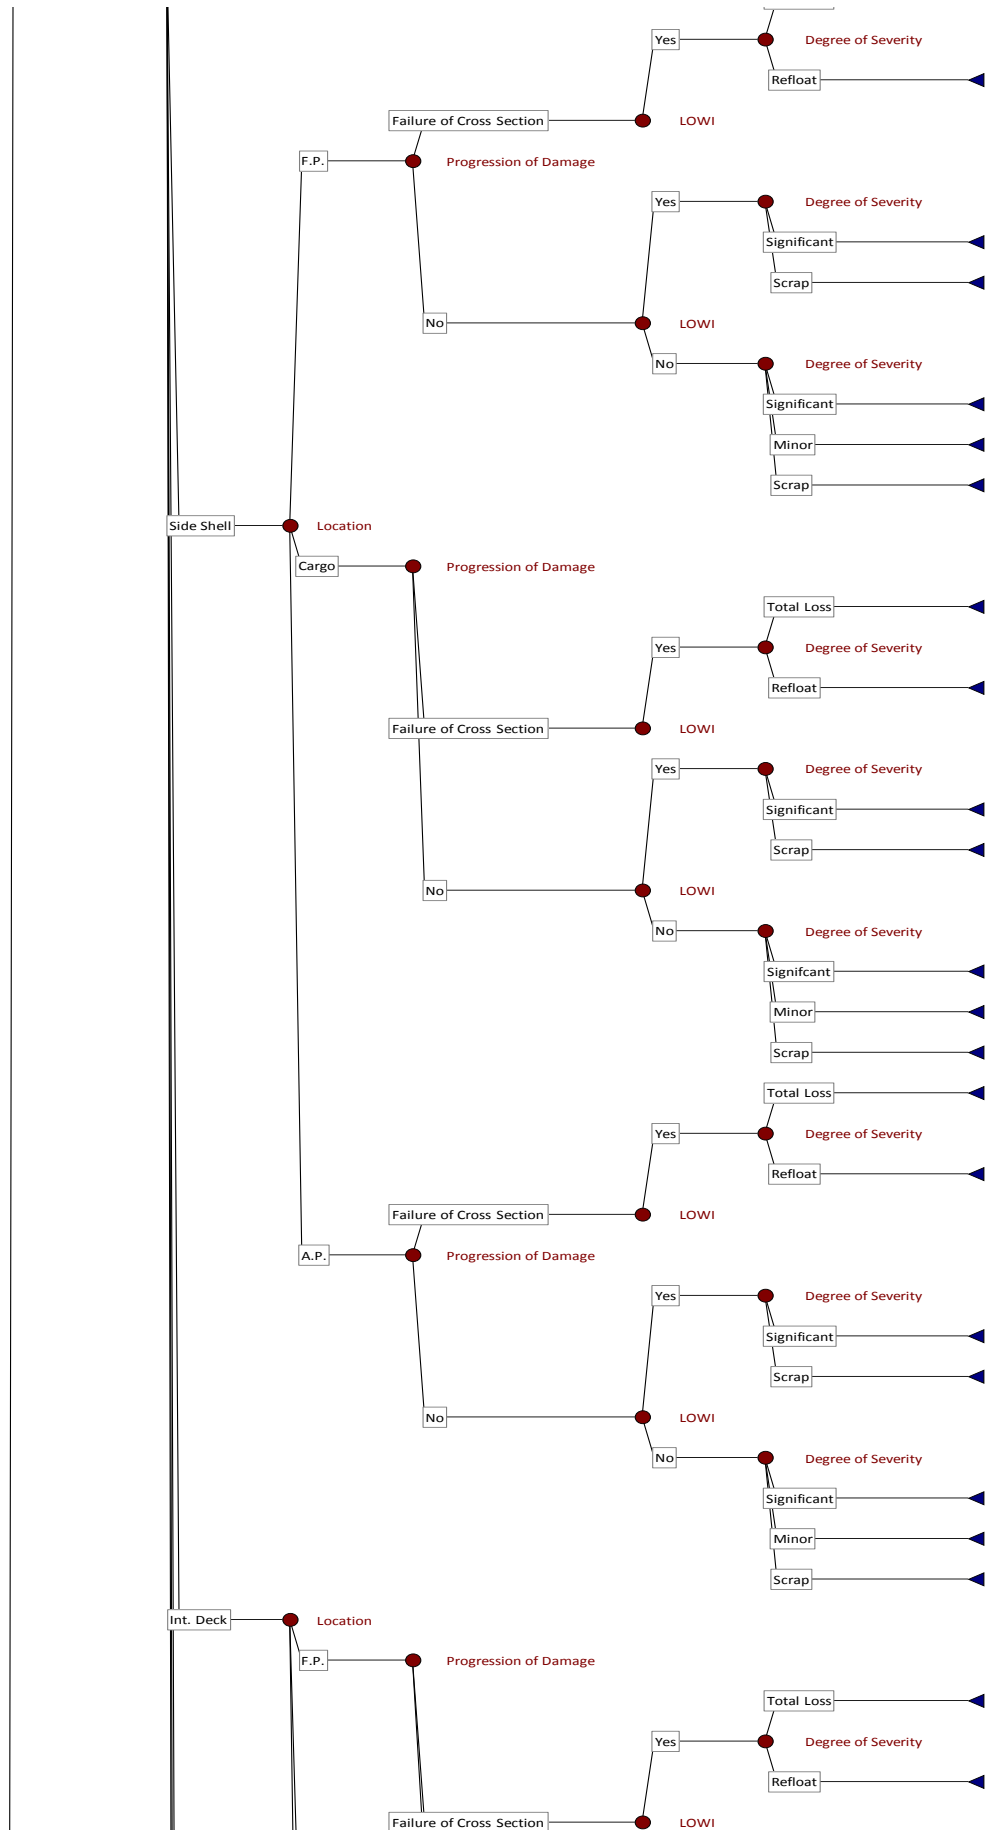 Yes
Degree of Severity
Refloat
Failure of Cross Section
LOWI
F.P.
Progression of Damage
Yes
Degree of Severity
Significant
Scrap
No
LOWI
No
Degree of Severity
Significant
Minor
Scrap
Side Shell
Location
Cargo
Progression of Damage
Total Loss
Yes
Degree of Severity
Refloat
Failure of Cross Section
LOWI
Yes
Degree of Severity
Significant
Scrap
No
LOWI
No
Degree of Severity
Signifcant
Minor
Scrap
Total Loss
Yes
Degree of Severity
Refloat
Failure of Cross Section
LOWI
A.P.
Progression of Damage
Yes
Degree of Severity
Significant
Scrap
No
LOWI
No
Degree of Severity
Significant
Minor
Scrap
Int. Deck
Location
F.P.
Progression of Damage
Total Loss
Yes
Degree of Severity
Refloat
Failure of Cross Section
LOWI